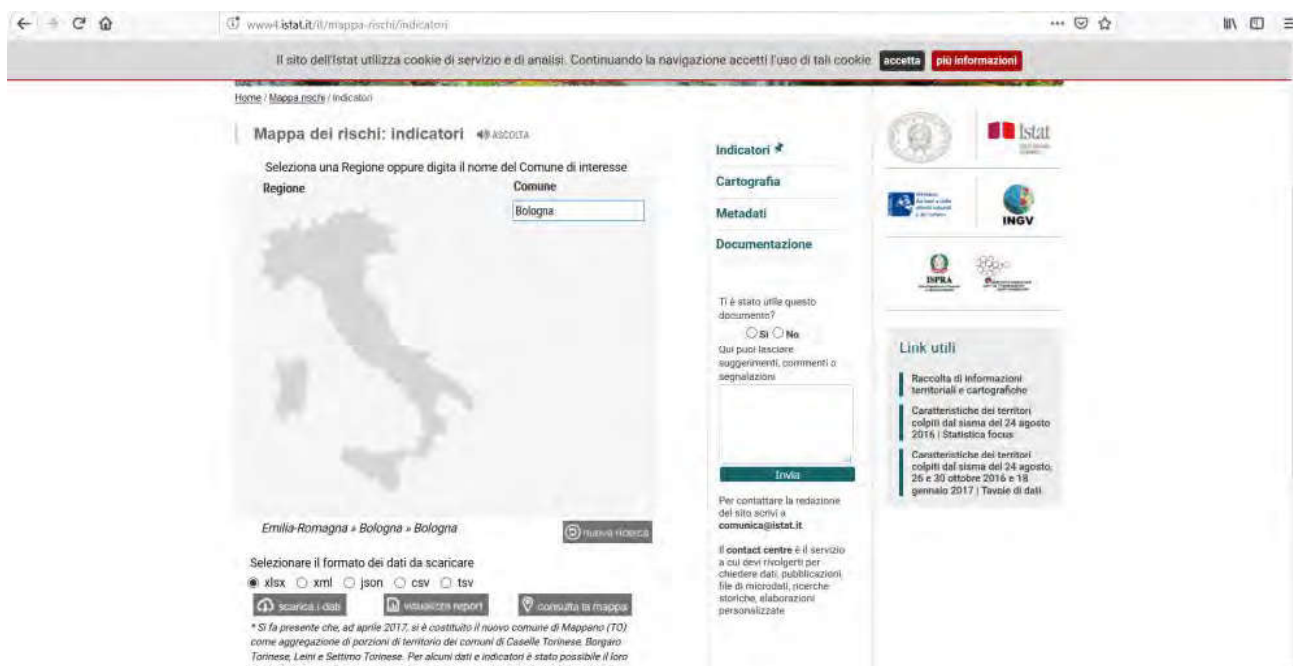 www4.istat.it/it/mappa-rischi/indicatori
Il sito dell'Istat utilizza cookie di servizio e di analisi. Continuando la navigazione accetti l'uso di tali cookie accetta più informazioni
Home / Mappa rischi / Indicatori
Mappa dei rischi: indicatori ASCOLTA
Seleziona una Regione oppure digita il nome del Comune di interesse
Regione
Comune
Bologna
Emilia-Romagna » Bologna » Bologna
nuova ricerca
Selezionare il formato dei dati da scaricare
xlsx xml json csv tsv
scarica i dati visualizza report consulta la mappa
* Si fa presente che, ad aprile 2017, si è costituito il nuovo comune di Mappano (TO)
come aggregazione di porzioni di territorio dei comuni di Caselle Torinese, Borgaro
Torinese, Leini e Settimo Torinese. Per alcuni dati e indicatori è stato possibile il loro
Indicatori
Cartografia
Metadati
Documentazione
Ti è stato utile questo
documento?
Si No
Qui puoi lasciare
suggerimenti, commenti o
segnalazioni
Invia
Per contattare la redazione
del sito scrivi a
comunica@istat.it
Il contact centre è il servizio
a cui devi rivolgerti per
chiedere dati, pubblicazioni,
file di microdati, ricerche
storiche, elaborazioni
personalizzate
Istat
INGV
ISPRA
Link utili
Raccolta di informazioni
territoriali e cartografiche
Caratteristiche dei territori
colpiti dal sisma del 24 agosto
2016 | Statistica focus
Caratteristiche dei territori
colpiti dal sisma del 24 agosto,
26 e 30 ottobre 2016 e 18
gennaio 2017 | Tavole di dati